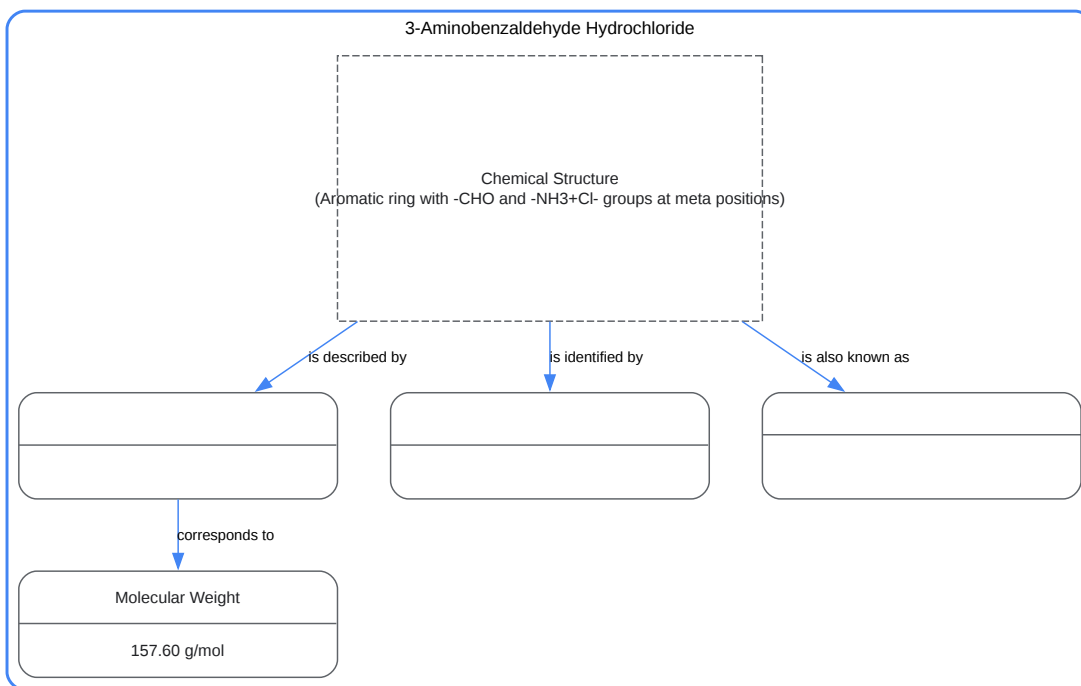 3-Aminobenzaldehyde Hydrochloride
Chemical Structure
(Aromatic ring with -CHO and -NH3+Cl- groups at meta positions)
is described by
is identified by
is also known as
corresponds to
Molecular Weight
157.60 g/mol